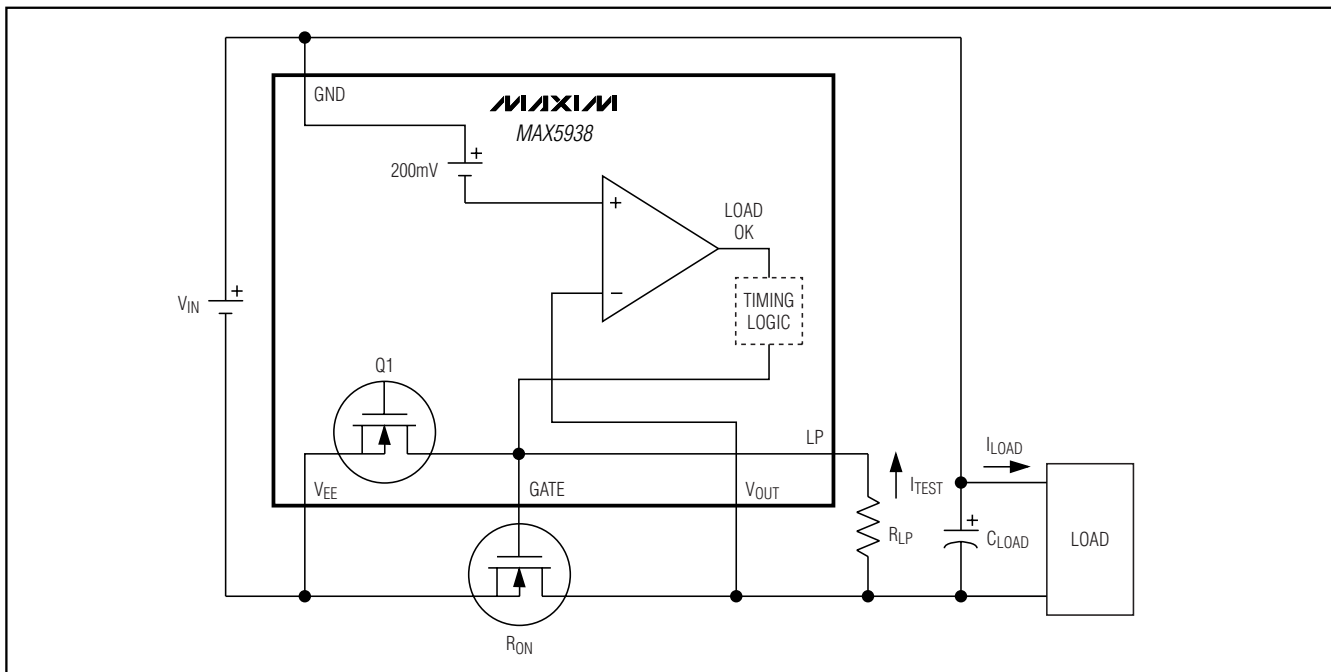 GND
MAXIM
MAX5938
200mV
+
+
LOAD
OK
−
TIMING
LOGIC
VIN
+
Q1
LP
ILOAD
VEE
GATE
VOUT
ITEST
RLP
+
CLOAD
LOAD
RON